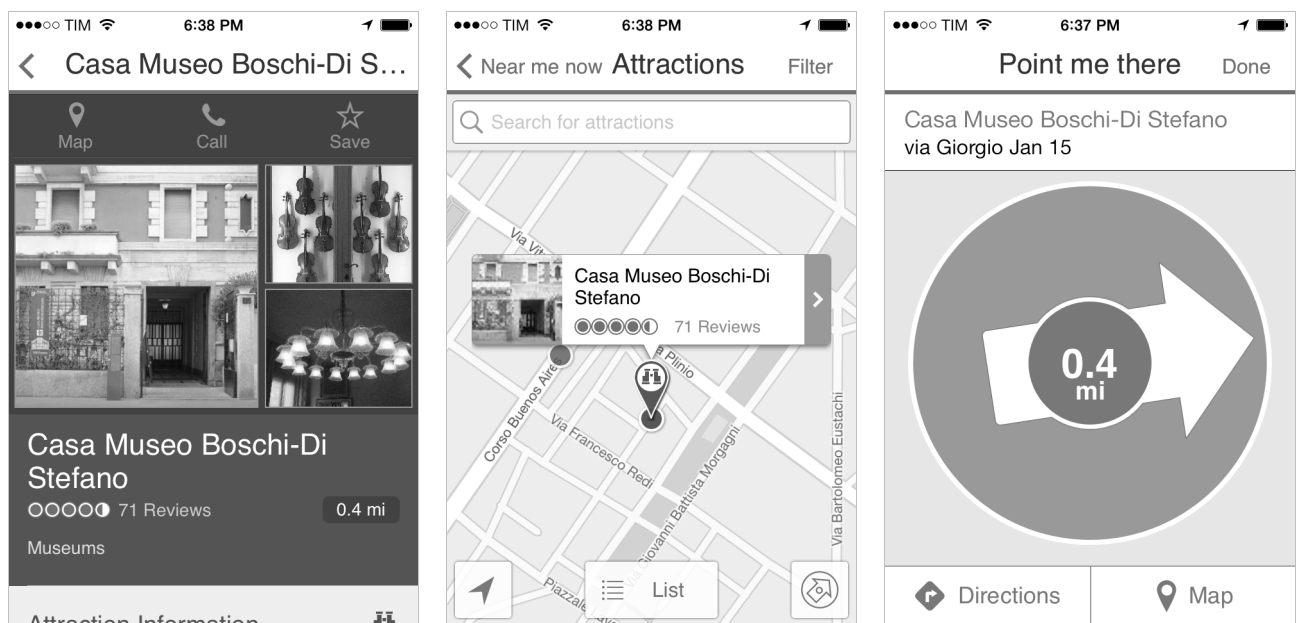 TIM 6:38 PM
Casa Museo Boschi-Di S...
Map Call Save
Casa Museo Boschi-Di
Stefano
71 Reviews 0.4 mi
Museums
Attraction Information
TIM 6:38 PM
Near me now Attractions Filter
Search for attractions
Via Vit
Casa Museo Boschi-Di
Stefano
71 Reviews
a Plinio
Corso Buenos Aire
Via Francesco Redi
Via Giovanni Battista Morgagni
Via Bartolomeo Eustachi
List
TIM 6:37 PM
Point me there Done
Casa Museo Boschi-Di Stefano
via Giorgio Jan 15
0.4
mi
Directions Map